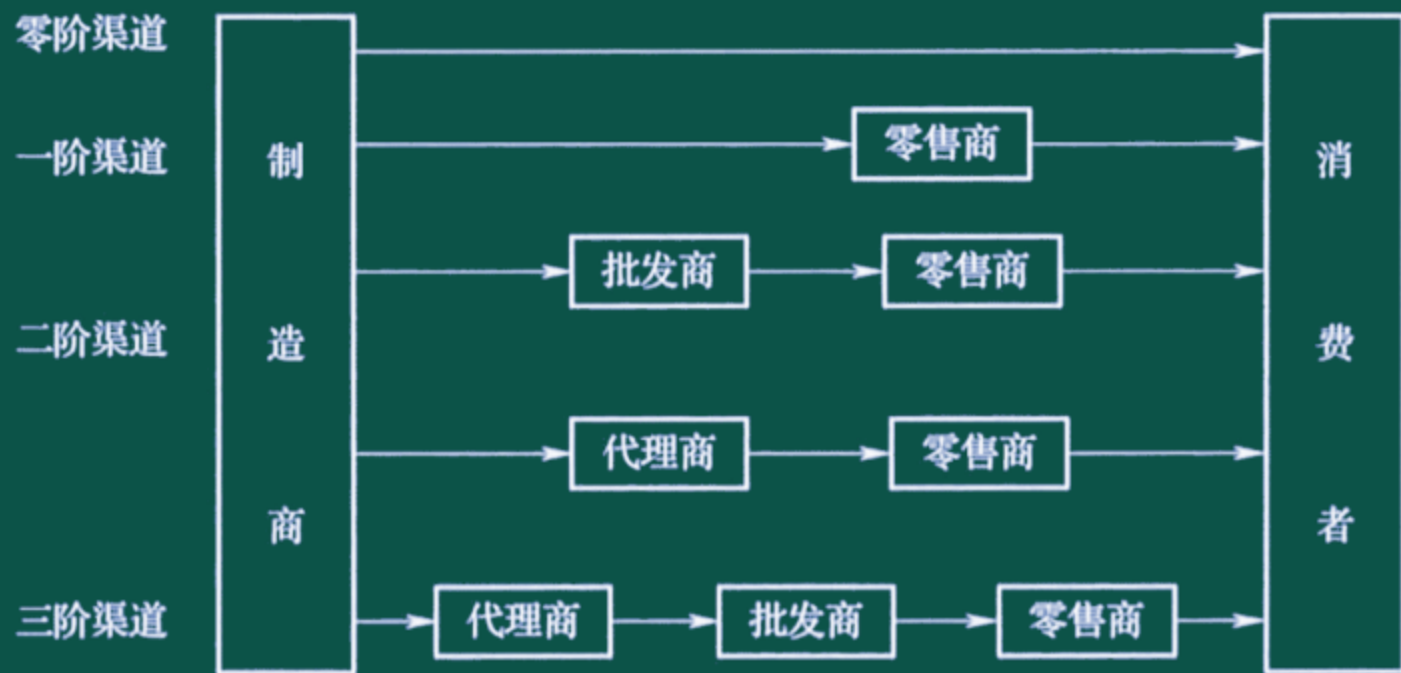 零阶渠道
一阶渠道
二阶渠道
三阶渠道
制造商
零售商
批发商
零售商
代理商
零售商
代理商
批发商
零售商
消费者